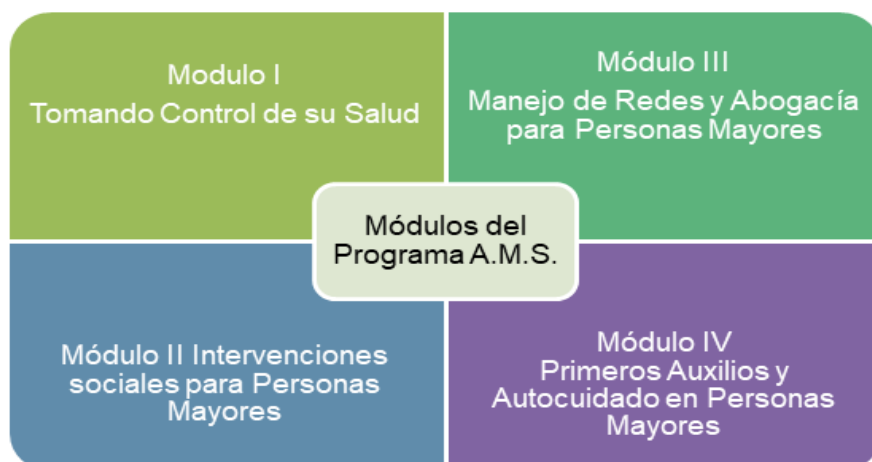 Modulo I
Tomando Control de su Salud
Módulo III
Manejo de Redes y Abogacía
para Personas Mayores
Módulos del
Programa A.M.S.
Módulo II Intervenciones
sociales para Personas
Mayores
Módulo IV
Primeros Auxilios y
Autocuidado en Personas
Mayores